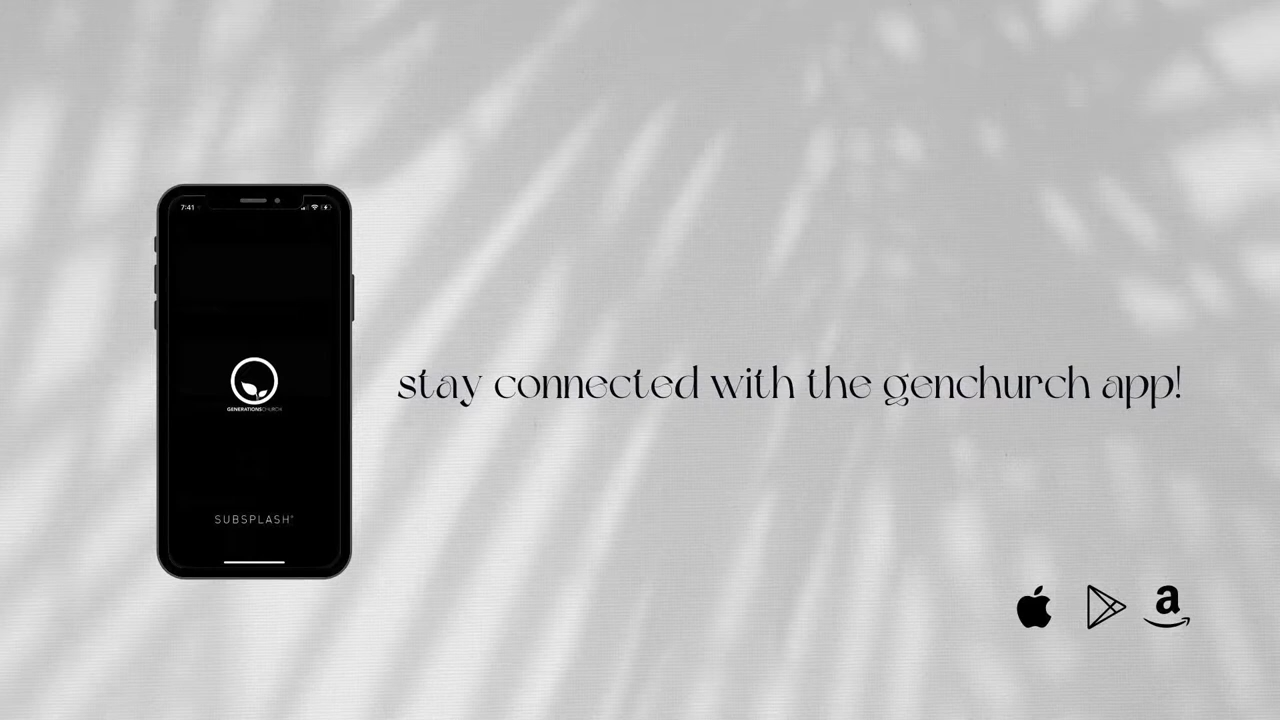 7:41
GENERATIONSCHURCH
SUBSPLASH®
stay connected with the genchurch app!
a